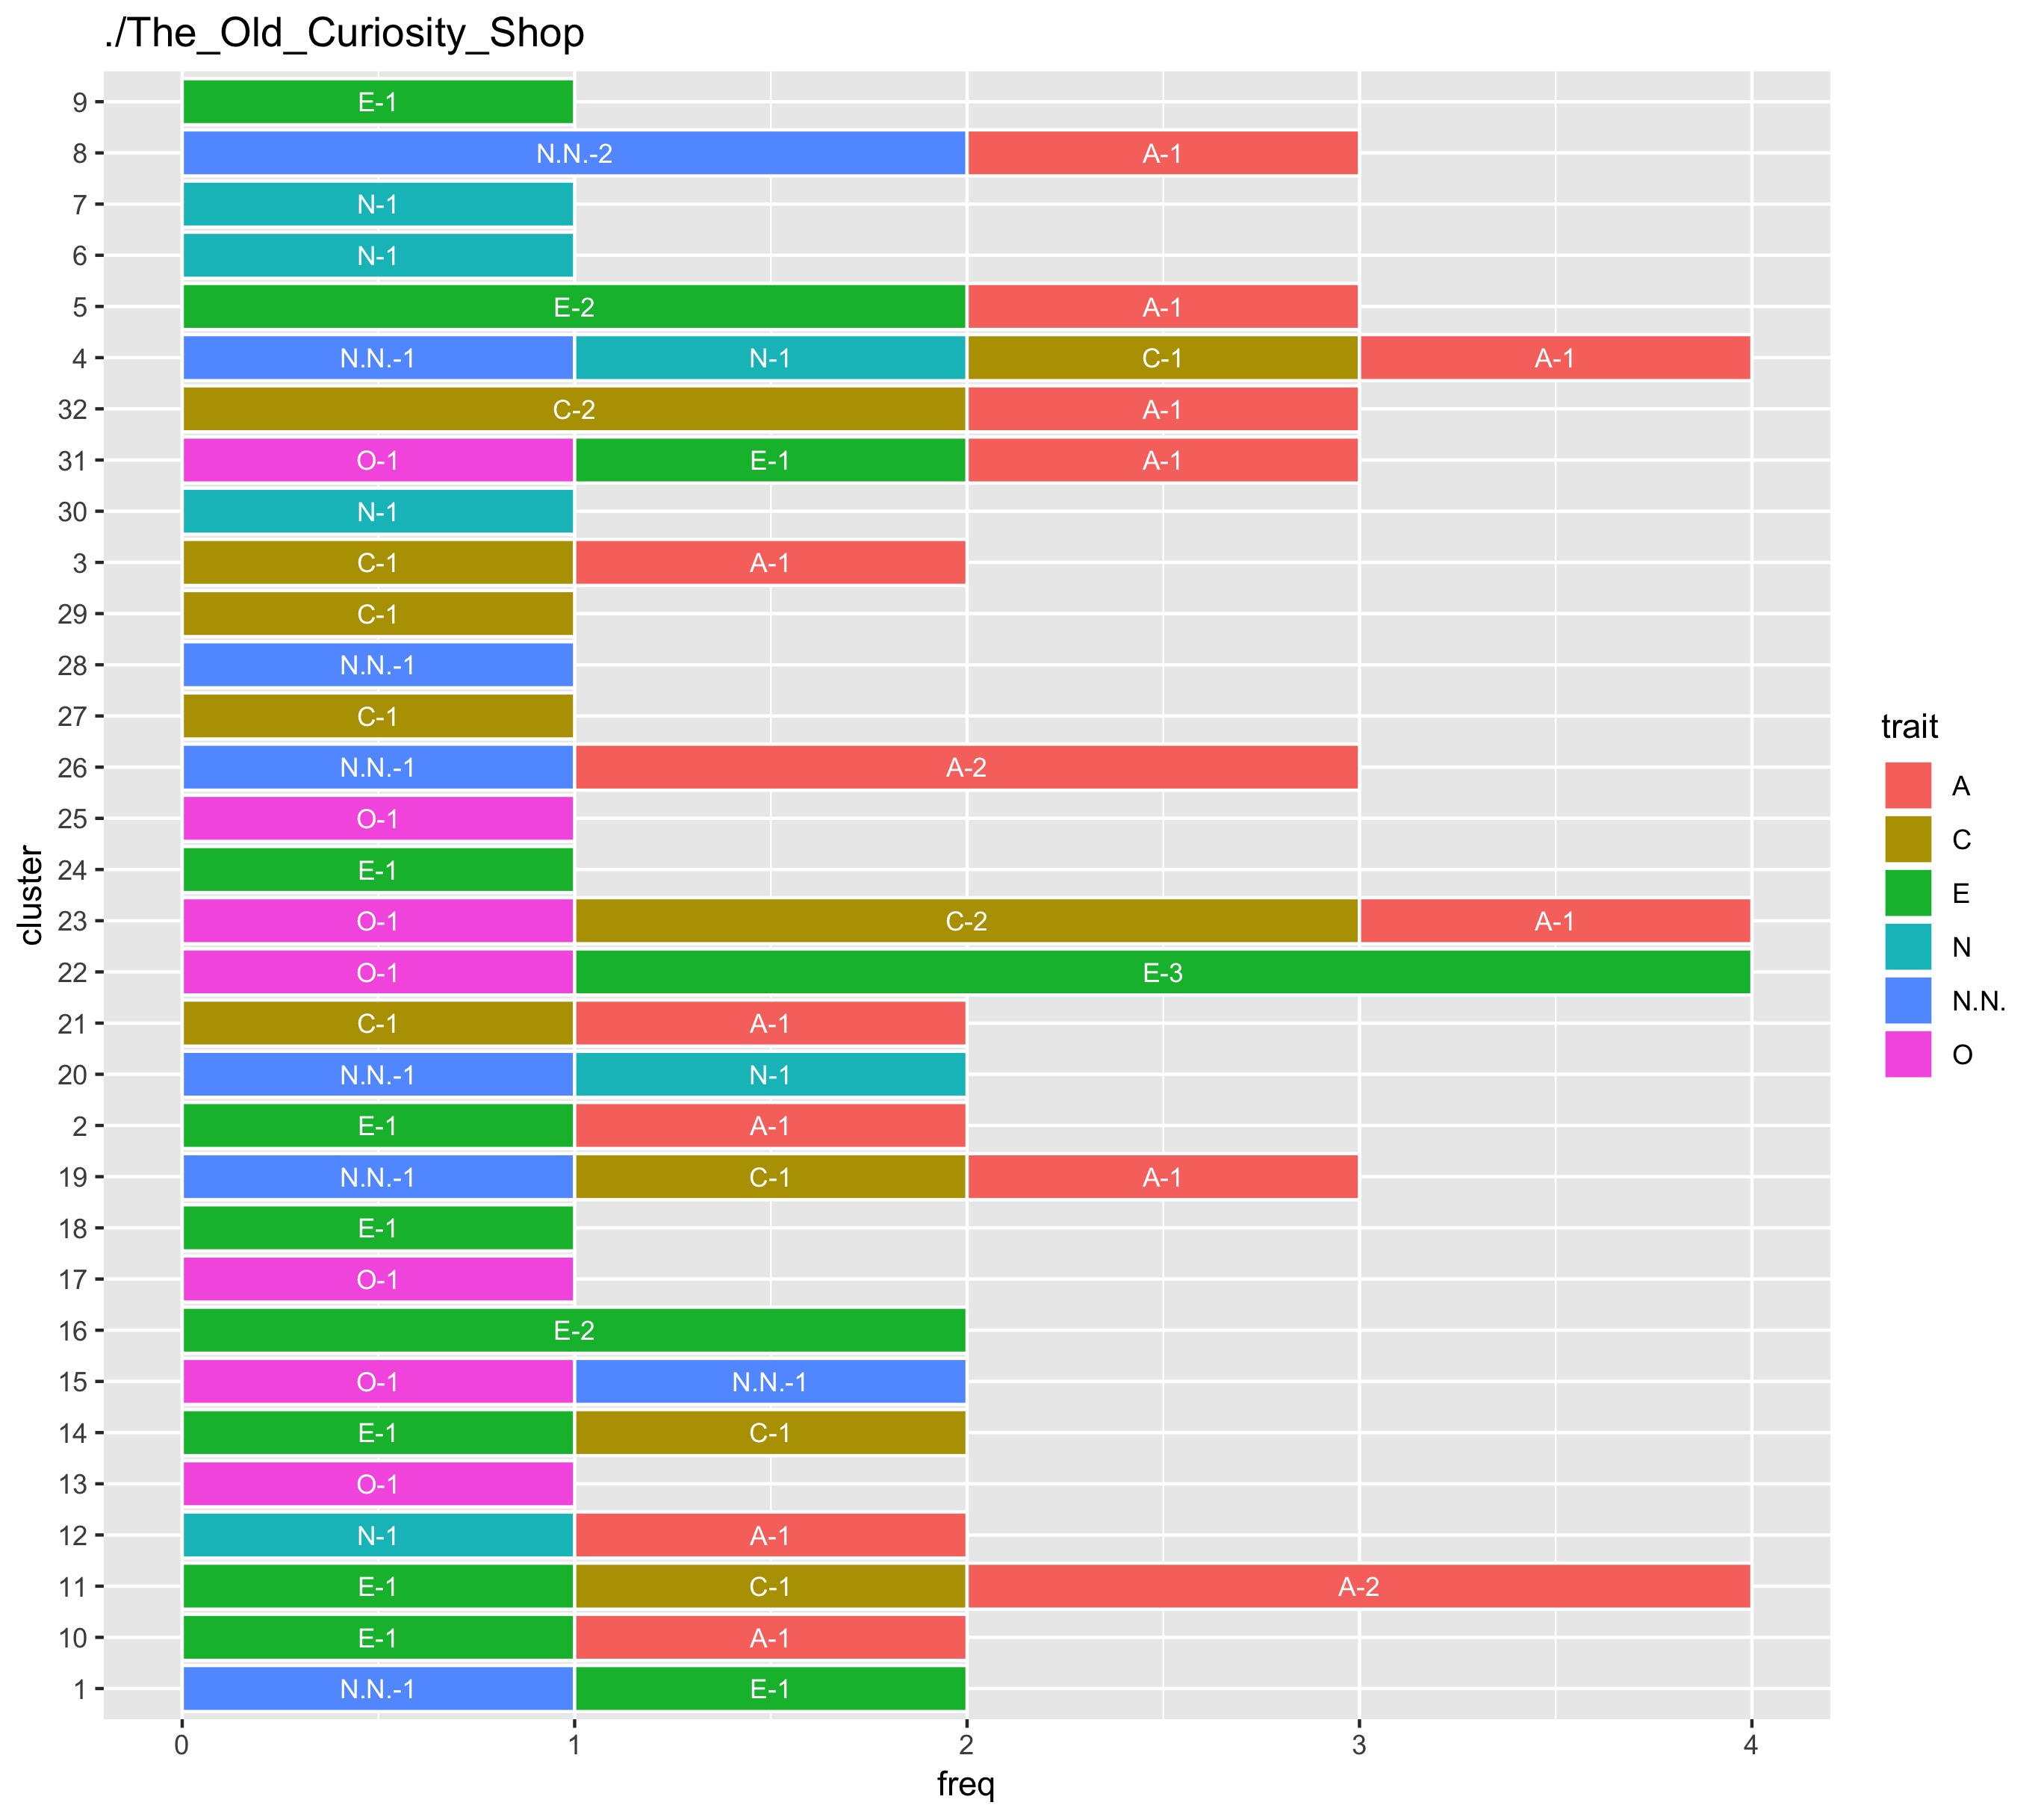 ./The_Old_Curiosity_Shop
9 E-1
8 N.N.-2 A-1
7 N-1
6 N-1
5 E-2 A-1
4 N.N.-1 N-1 C-1 A-1
32 C-2 A-1
31 O-1 E-1 A-1
30 N-1
3 C-1 A-1
29 C-1
28 N.N.-1
27 C-1
26 N.N.-1 A-2
25 O-1
24 E-1
23 O-1 C-2 A-1
22 O-1 E-3
21 C-1 A-1
20 N.N.-1 N-1
2 E-1 A-1
19 N.N.-1 C-1 A-1
18 E-1
17 O-1
16 E-2
15 O-1 N.N.-1
14 E-1 C-1
13 O-1
12 N-1 A-1
11 E-1 C-1 A-2
10 E-1 A-1
1 N.N.-1 E-1
0 1 2 3 4
freq
cluster
trait
A
C
E
N
N.N.
O